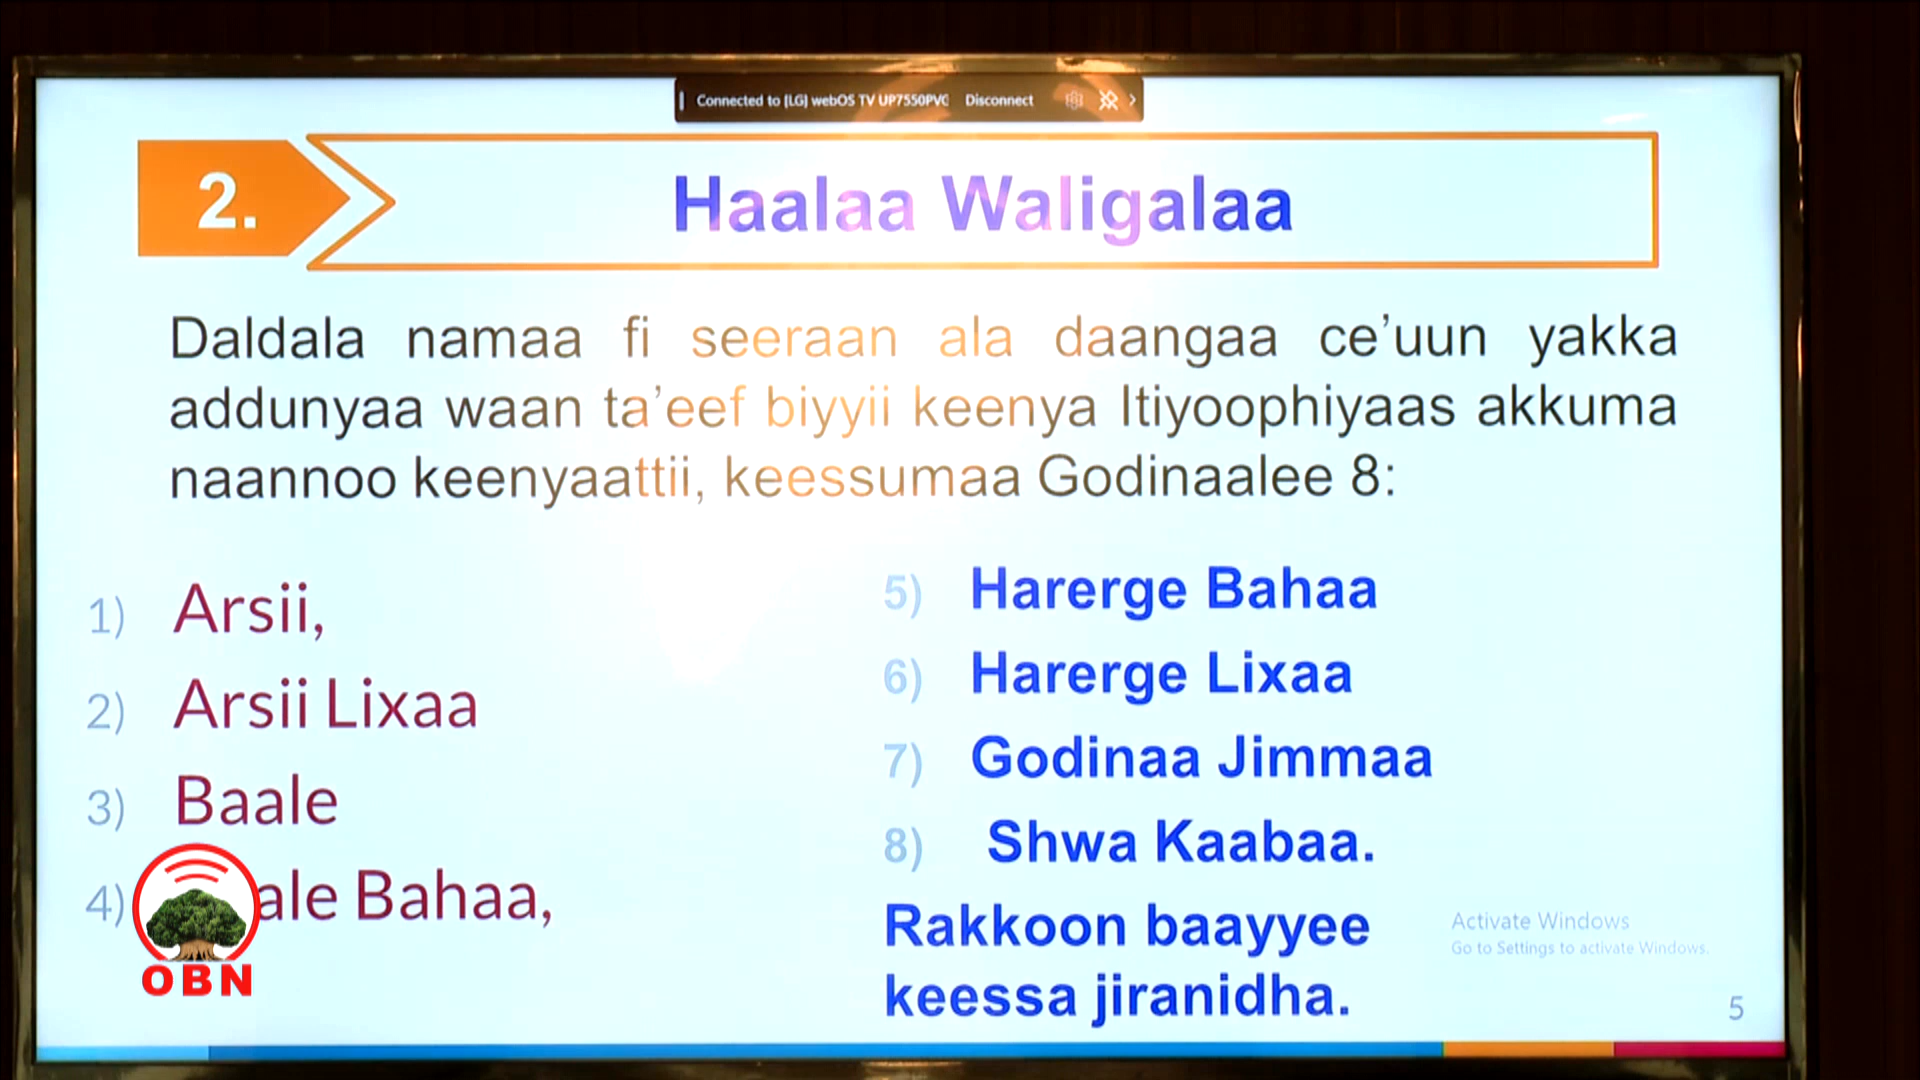 Connected to [LG] webOS TV UP7550PVG Disconnect
2.
Haalaa Waligalaa
Daldala namaa fi seeraan ala daangaa ce’uun yakka
addunyaa waan ta’eef biyyii keenya Itiyoophiyaas akkuma
naannoo keenyaattii, keessumaa Godinaalee 8:
1) Arsii,
2) Arsii Lixaa
3) Baale
4) ale Bahaa,
5) Harerge Bahaa
6) Harerge Lixaa
7) Godinaa Jimmaa
8) Shwa Kaabaa.
Rakkoon baayyee
keessa jiranidha.
Activate Windows
Go to Settings to activate Windows.
5
OBN